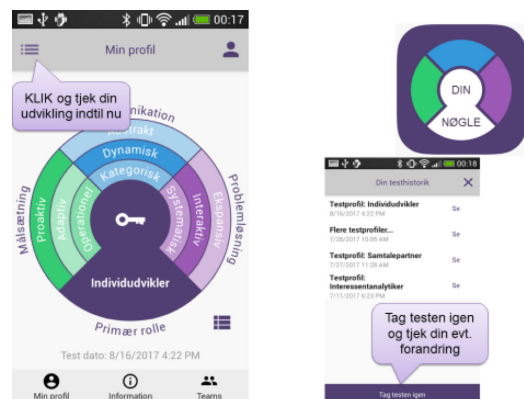 00:17
Min profil
KLIK og tjek din
udvikling indtil nu
Abstrakt
Dynamisk
Kategorisk
Målsætning
Proaktiv
Adaptiv
Operationel
Systematisk
Interaktiv
Ekspansiv
Problemløsning
Individudvikler
Primær rolle
Test dato: 8/16/2017 4:22 PM
Min profil
Information
Teams
DIN
NØGLE
00:18
Din testhistorik
Testprofil: Individudvikler
8/16/2017 4:22 PM
Se
Flere testprofiler...
7/28/2017 10:05 AM
Se
Testprofil: Samtalepartner
7/27/2017 11:28 AM
Se
Testprofil:
Interessentanalytiker
7/11/2017 6:23 PM
Se
Tag testen igen
og tjek din evt.
forandring
Tag testen igen